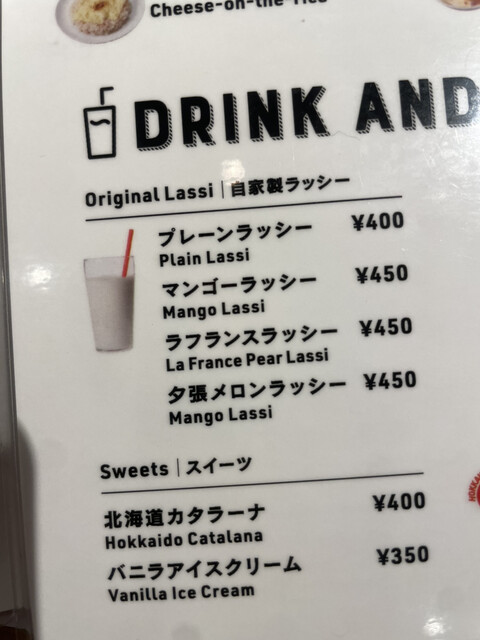 Cheese-on-the-rice
DRINK AND
Original Lassi | 自家製ラッシー
プレーンラッシー ¥400
Plain Lassi
マンゴーラッシー ¥450
Mango Lassi
ラフランスラッシー ¥450
La France Pear Lassi
夕張メロンラッシー ¥450
Mango Lassi
Sweets | スイーツ
北海道カタラーナ ¥400
Hokkaido Catalana
バニラアイスクリーム ¥350
Vanilla Ice Cream